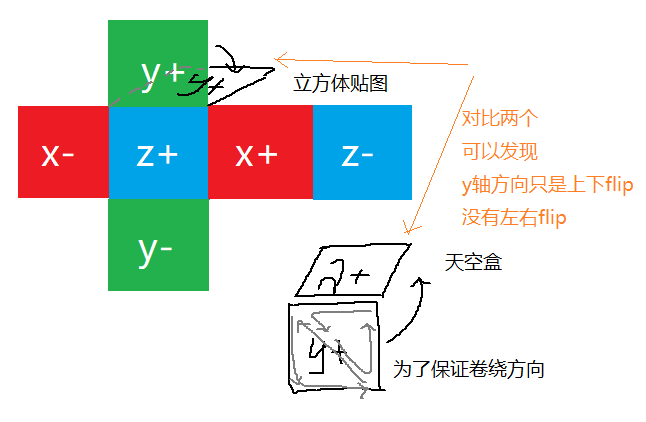 y+
y+
立方体贴图
x-
z+
x+
z-
y-
对比两个
可以发现
y轴方向只是上下flip
没有左右flip
天空盒
y+
为了保证卷绕方向